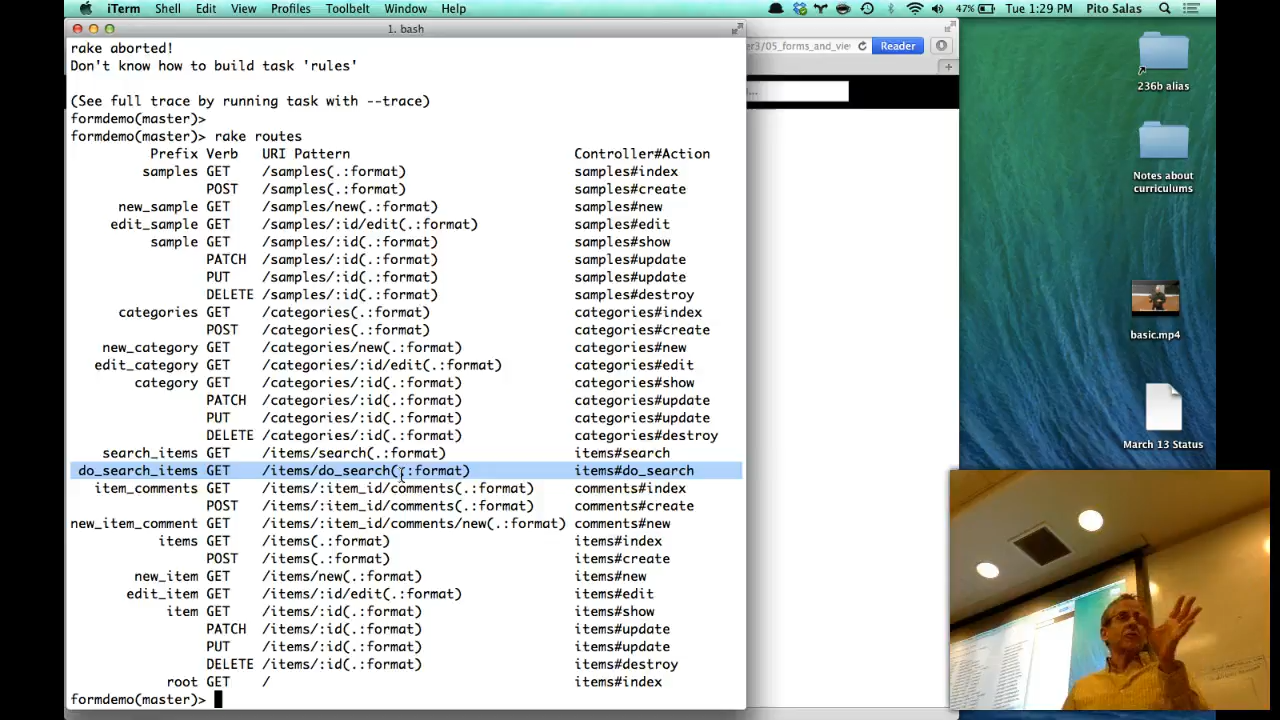 iTerm Shell Edit View Profiles Toolbelt Window Help 47% Tue 1:29 PM Pito Salas
1. bash
rake aborted!
Don't know how to build task 'rules'
(See full trace by running task with --trace)
formdemo(master)>
formdemo(master)> rake routes
Prefix Verb URI Pattern Controller#Action
samples GET /samples(.:format) samples#index
POST /samples(.:format) samples#create
new_sample GET /samples/new(.:format) samples#new
edit_sample GET /samples/:id/edit(.:format) samples#edit
sample GET /samples/:id(.:format) samples#show
PATCH /samples/:id(.:format) samples#update
PUT /samples/:id(.:format) samples#update
DELETE /samples/:id(.:format) samples#destroy
categories GET /categories(.:format) categories#index
POST /categories(.:format) categories#create
new_category GET /categories/new(.:format) categories#new
edit_category GET /categories/:id/edit(.:format) categories#edit
category GET /categories/:id(.:format) categories#show
PATCH /categories/:id(.:format) categories#update
PUT /categories/:id(.:format) categories#update
DELETE /categories/:id(.:format) categories#destroy
search_items GET /items/search(.:format) items#search
do_search_items GET /items/do_search(.:format) items#do_search
item_comments GET /items/:item_id/comments(.:format) comments#index
POST /items/:item_id/comments(.:format) comments#create
new_item_comment GET /items/:item_id/comments/new(.:format) comments#new
items GET /items(.:format) items#index
POST /items(.:format) items#create
new_item GET /items/new(.:format) items#new
edit_item GET /items/:id/edit(.:format) items#edit
item GET /items/:id(.:format) items#show
PATCH /items/:id(.:format) items#update
PUT /items/:id(.:format) items#update
DELETE /items/:id(.:format) items#destroy
root GET / items#index
formdemo(master)>
er3/05_forms_and_vie
Reader
236b alias
Notes about
curriculums
basic.mp4
March 13 Status